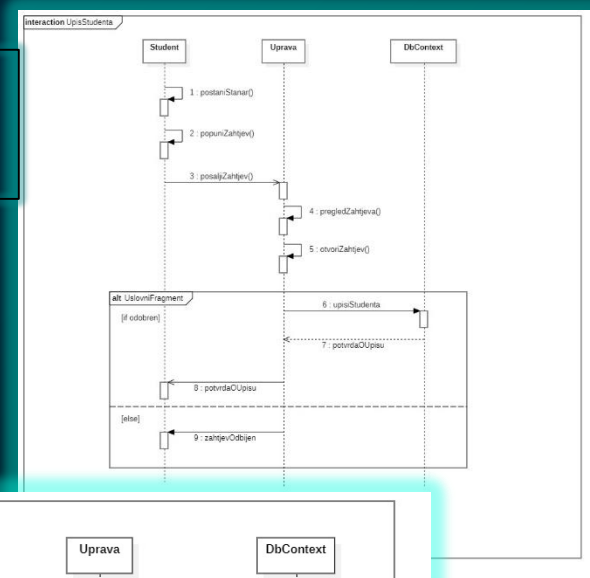 interaction UpisStudenta
Student
Uprava
DbContext
1 : postaniStanar()
2 : popuniZahtjev()
3 : posaljiZahtjev()
4 : pregledZahtjeva()
5 : otvoriZahtjev()
alt UslovniFragment
6 : upisiStudenta
[if odobren]
7 : potvrdaOUpisu
8 : potvrdaOUpisu
[else]
9 : zahtjevOdbijen
Uprava
DbContext